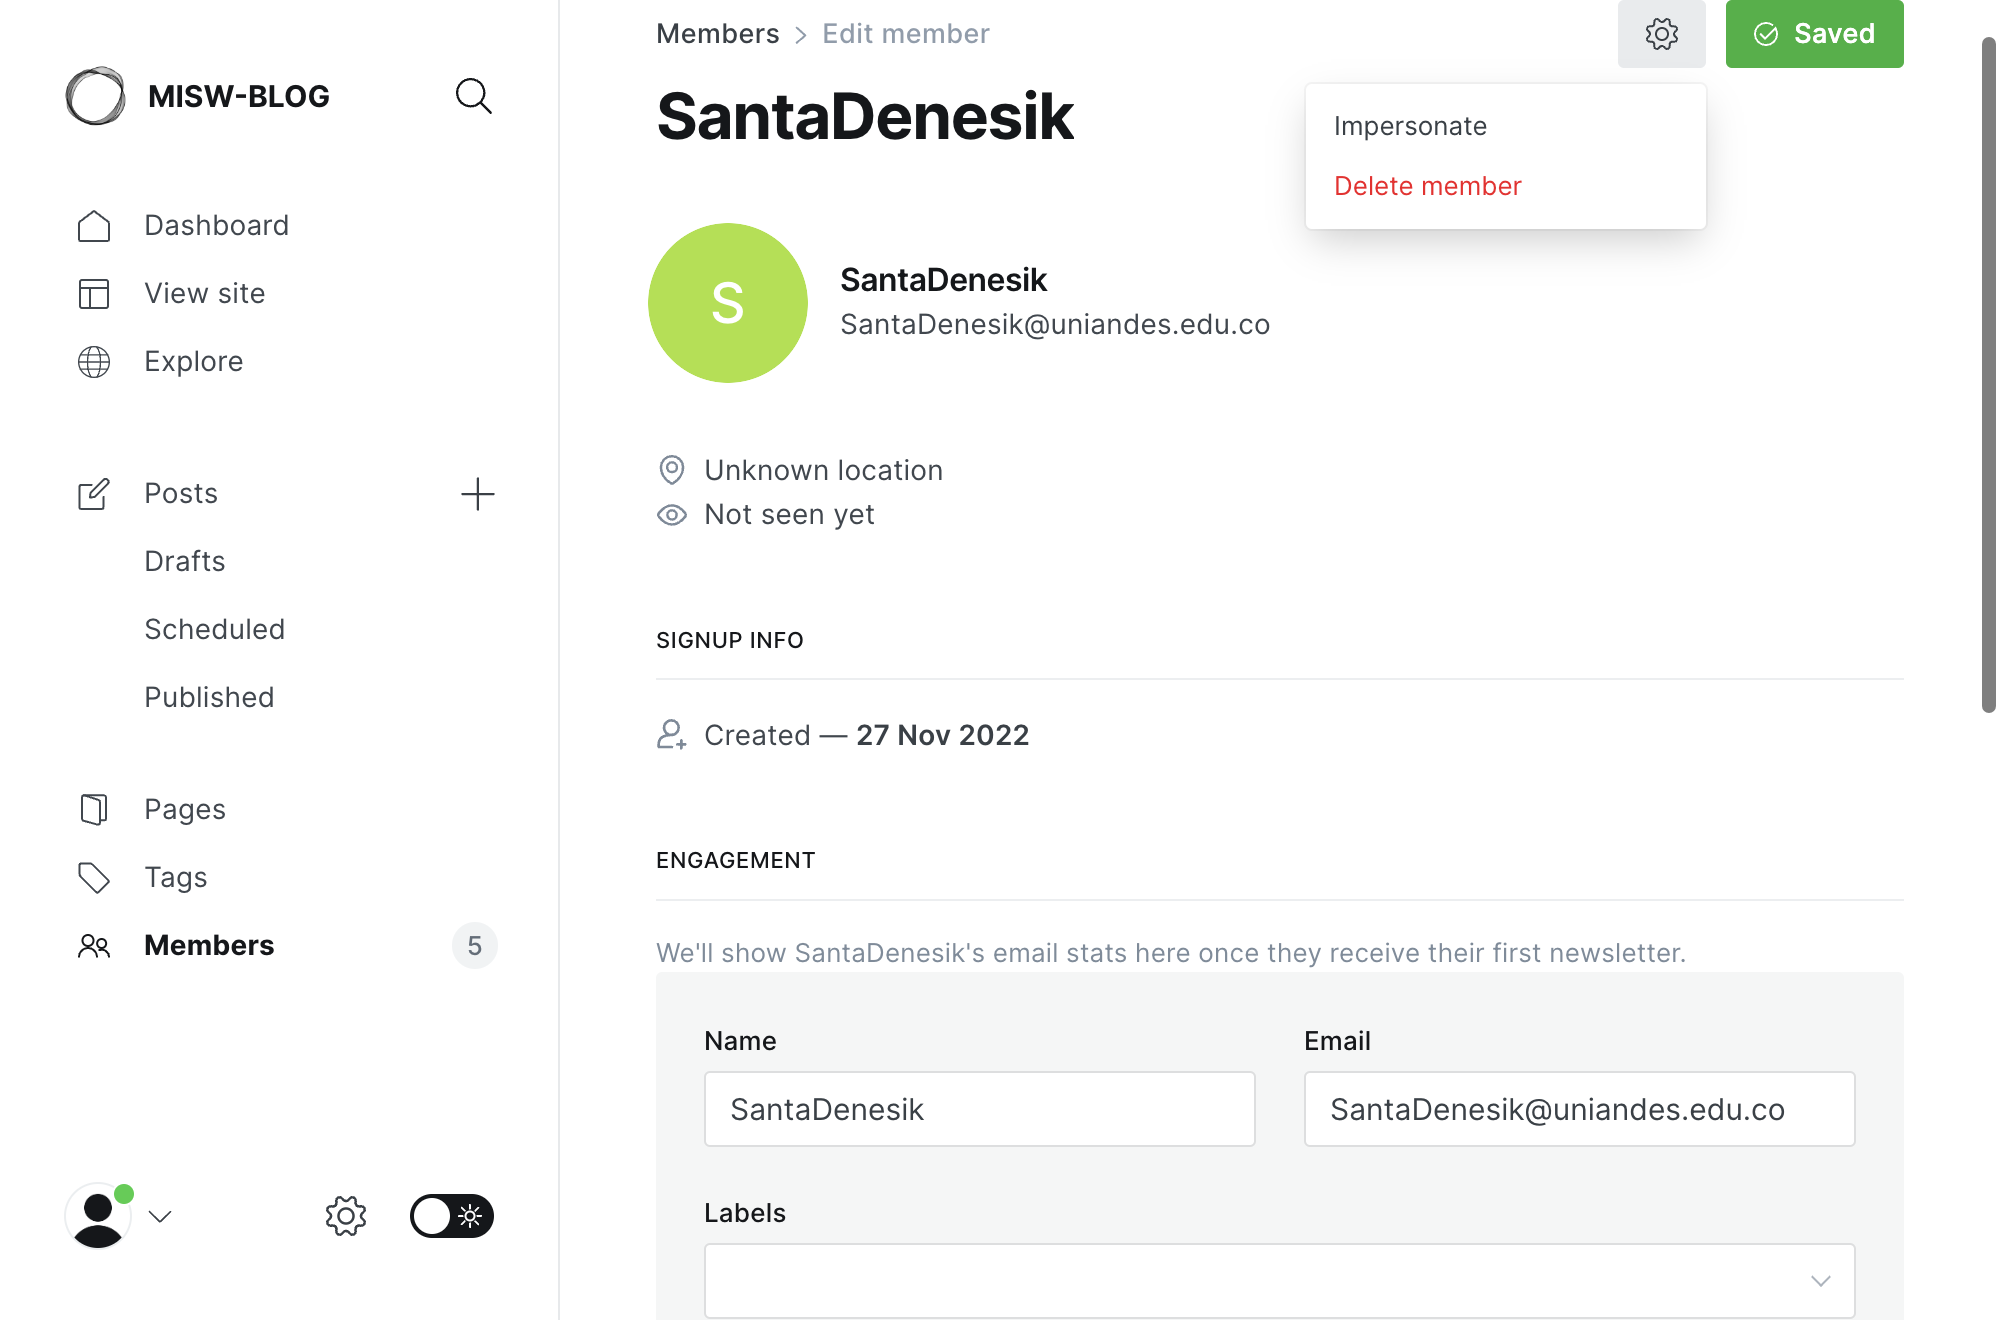 MISW-BLOG
Dashboard
View site
Explore
Posts
Drafts
Scheduled
Published
Pages
Tags
Members 5
Members > Edit member
Saved
SantaDenesik
Impersonate
Delete member
S
SantaDenesik
SantaDenesik@uniandes.edu.co
Unknown location
Not seen yet
SIGNUP INFO
Created — 27 Nov 2022
ENGAGEMENT
We'll show SantaDenesik's email stats here once they receive their first newsletter.
Name
SantaDenesik
Email
SantaDenesik@uniandes.edu.co
Labels